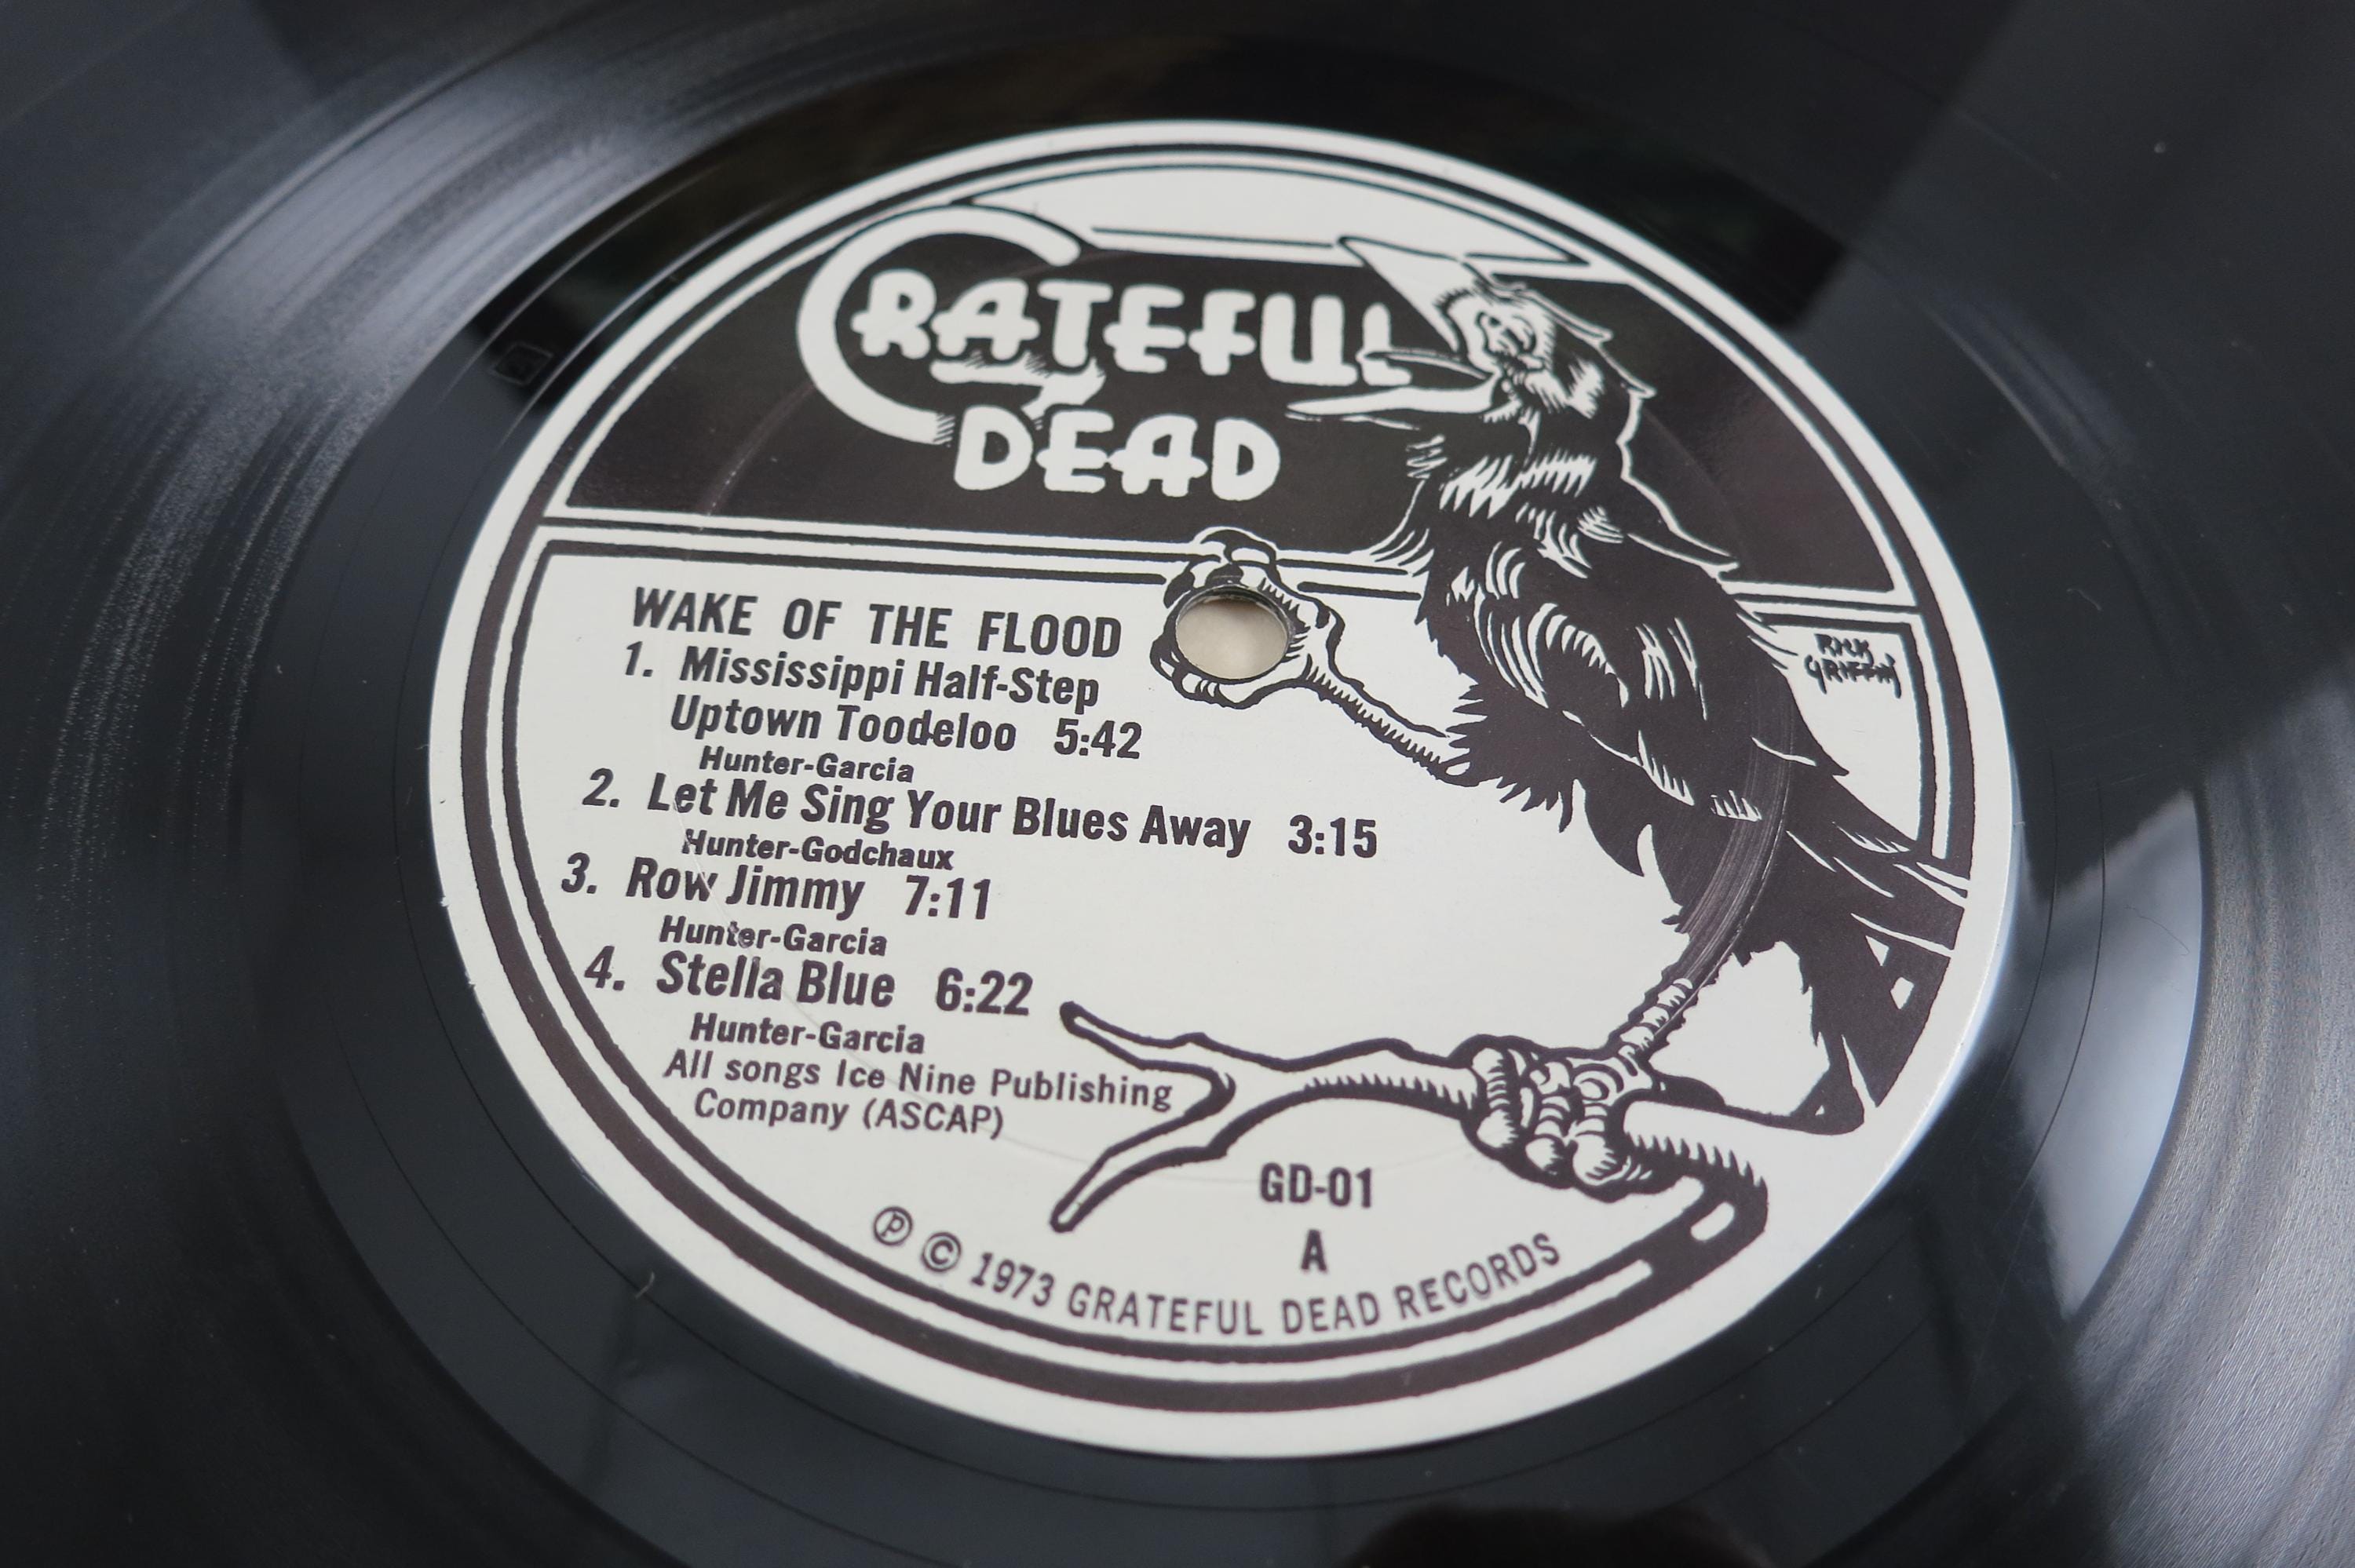 GRATEFUL
DEAD
RICK
GRIFFIN
WAKE OF THE FLOOD
1. Mississippi Half-Step
Uptown Toodeloo 5:42
Hunter-Garcia
2. Let Me Sing Your Blues Away 3:15
Hunter-Godchaux
3. Row Jimmy 7:11
Hunter-Garcia
4. Stella Blue 6:22
Hunter-Garcia
All songs Ice Nine Publishing
Company (ASCAP)
GD-01
A
℗ © 1973 GRATEFUL DEAD RECORDS